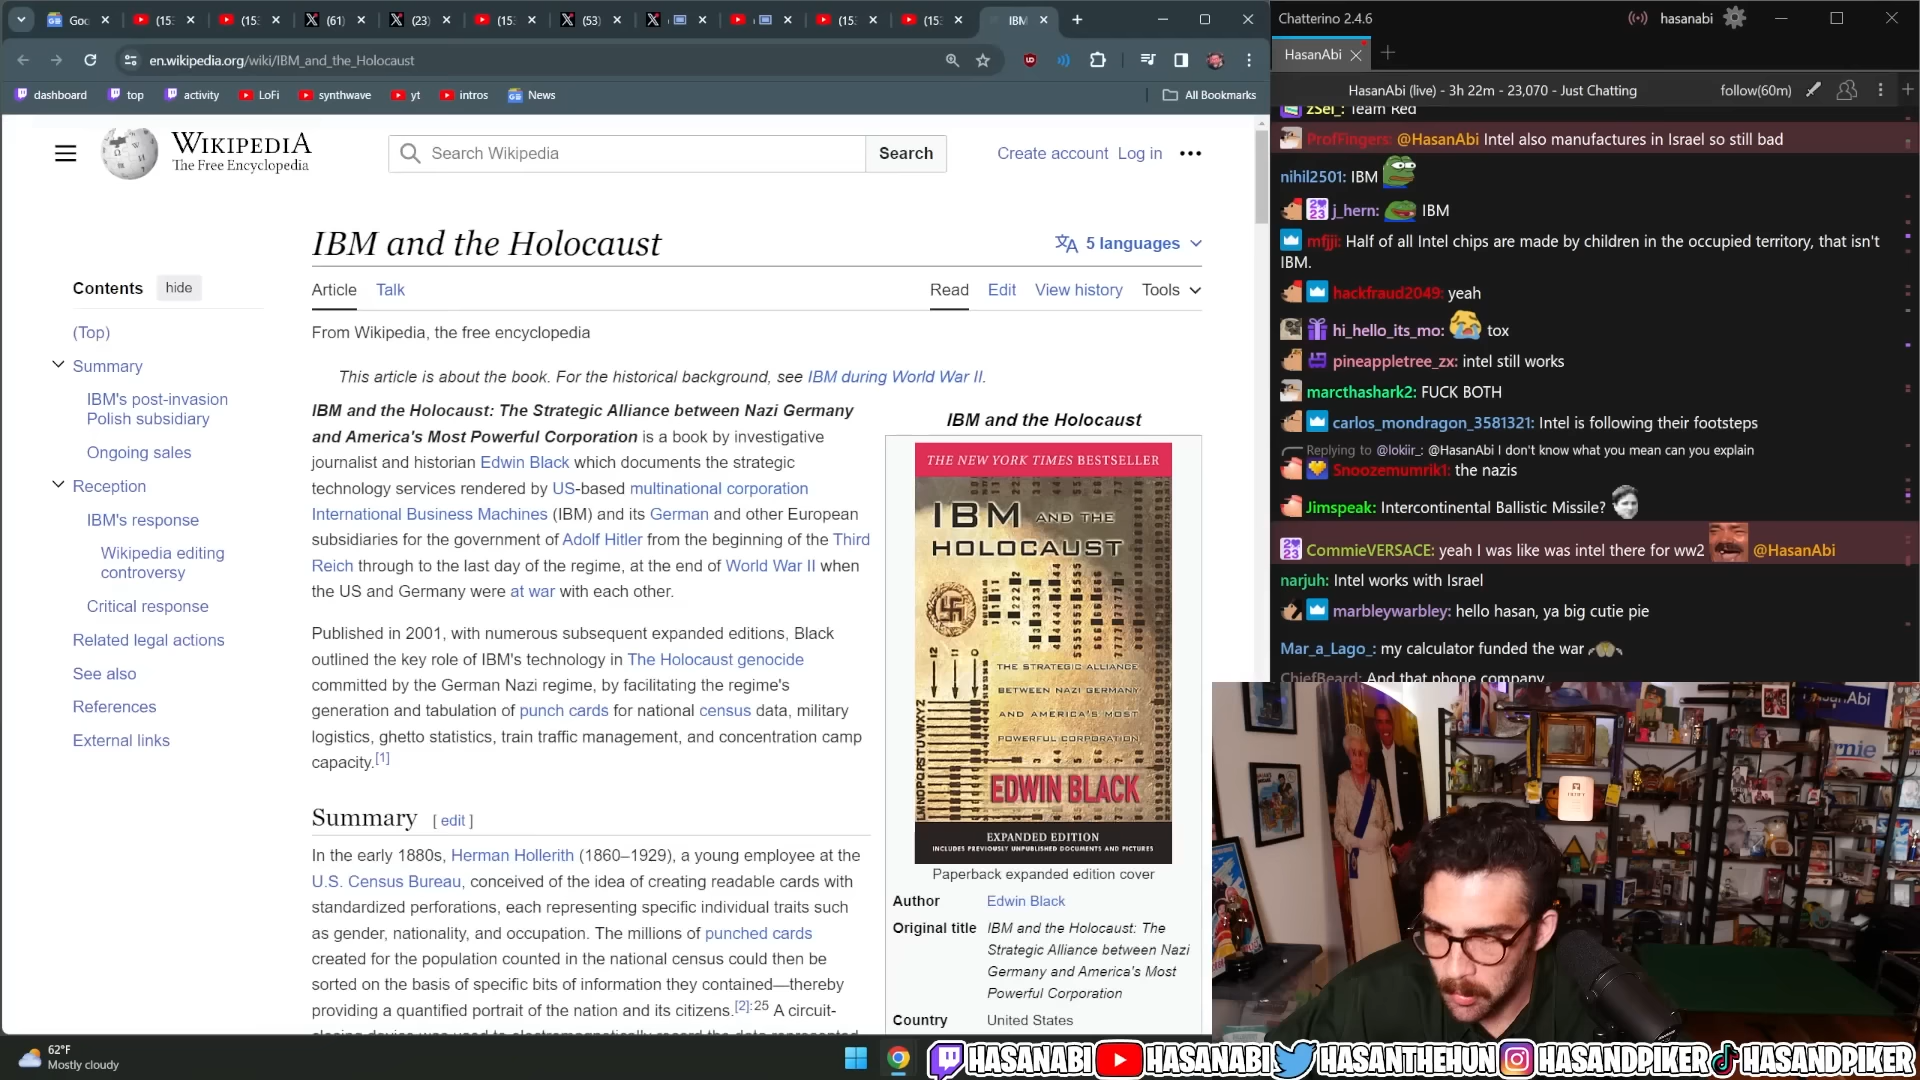 Goo
(15
(15
(61)
(23)
(15
(53)
(15
(15
IBM
en.wikipedia.org/wiki/IBM_and_the_Holocaust
dashboard
top
activity
LoFi
synthwave
yt
intros
News
All Bookmarks
WIKIPEDIA
The Free Encyclopedia
Search Wikipedia
Search
Create account
Log in
IBM and the Holocaust
5 languages
Article
Talk
Read
Edit
View history
Tools
From Wikipedia, the free encyclopedia
Contents
hide
(Top)
Summary
IBM's post-invasion
Polish subsidiary
Ongoing sales
Reception
IBM's response
Wikipedia editing
controversy
Critical response
Related legal actions
See also
References
External links
This article is about the book. For the historical background, see IBM during World War II.
IBM and the Holocaust: The Strategic Alliance between Nazi Germany
and America's Most Powerful Corporation is a book by investigative
journalist and historian Edwin Black which documents the strategic
technology services rendered by US-based multinational corporation
International Business Machines (IBM) and its German and other European
subsidiaries for the government of Adolf Hitler from the beginning of the Third
Reich through to the last day of the regime, at the end of World War II when
the US and Germany were at war with each other.
Published in 2001, with numerous subsequent expanded editions, Black
outlined the key role of IBM's technology in The Holocaust genocide
committed by the German Nazi regime, by facilitating the regime's
generation and tabulation of punch cards for national census data, military
logistics, ghetto statistics, train traffic management, and concentration camp
capacity.[1]
Summary [ edit ]
In the early 1880s, Herman Hollerith (1860–1929), a young employee at the
U.S. Census Bureau, conceived of the idea of creating readable cards with
standardized perforations, each representing specific individual traits such
as gender, nationality, and occupation. The millions of punched cards
created for the population counted in the national census could then be
sorted on the basis of specific bits of information they contained—thereby
providing a quantified portrait of the nation and its citizens.[2]:25 A circuit-
IBM and the Holocaust
THE NEW YORK TIMES BESTSELLER
IBM AND THE
HOLOCAUST
THE STRATEGIC ALLIANCE
BETWEEN NAZI GERMANY
AND AMERICA'S MOST
POWERFUL CORPORATION
EDWIN BLACK
EXPANDED EDITION
INCLUDES PREVIOUSLY UNPUBLISHED DOCUMENTS AND PICTURES
Paperback expanded edition cover
Author Edwin Black
Original title IBM and the Holocaust: The
Strategic Alliance between Nazi
Germany and America's Most
Powerful Corporation
Country United States
Chatterino 2.4.6
hasanabi
HasanAbi
HasanAbi (live) - 3h 22m - 23,070 - Just Chatting
follow(60m)
zSel_: Team Red
ProfFingers: @HasanAbi Intel also manufactures in Israel so still bad
nihil2501: IBM
j_hern: IBM
mfjji: Half of all Intel chips are made by children in the occupied territory, that isn't
IBM.
hackfraud2049: yeah
hi_hello_its_mo: tox
pineappletree_zx: intel still works
marcthashark2: FUCK BOTH
carlos_mondragon_3581321: Intel is following their footsteps
Replying to @lokiir_: @HasanAbi I don't know what you mean can you explain
Snoozemumrik1: the nazis
Jimspeak: Intercontinental Ballistic Missile?
CommieVERSACE: yeah I was like was intel there for ww2 @HasanAbi
narjuh: Intel works with Israel
marbleywarbley: hello hasan, ya big cutie pie
Mar_a_Lago_: my calculator funded the war
ChiefBeard: And that phone company
62°F
Mostly cloudy
HASANABI
HASANABI
HASANTHEHUN
HASANDPIKER
HASANDPIKER